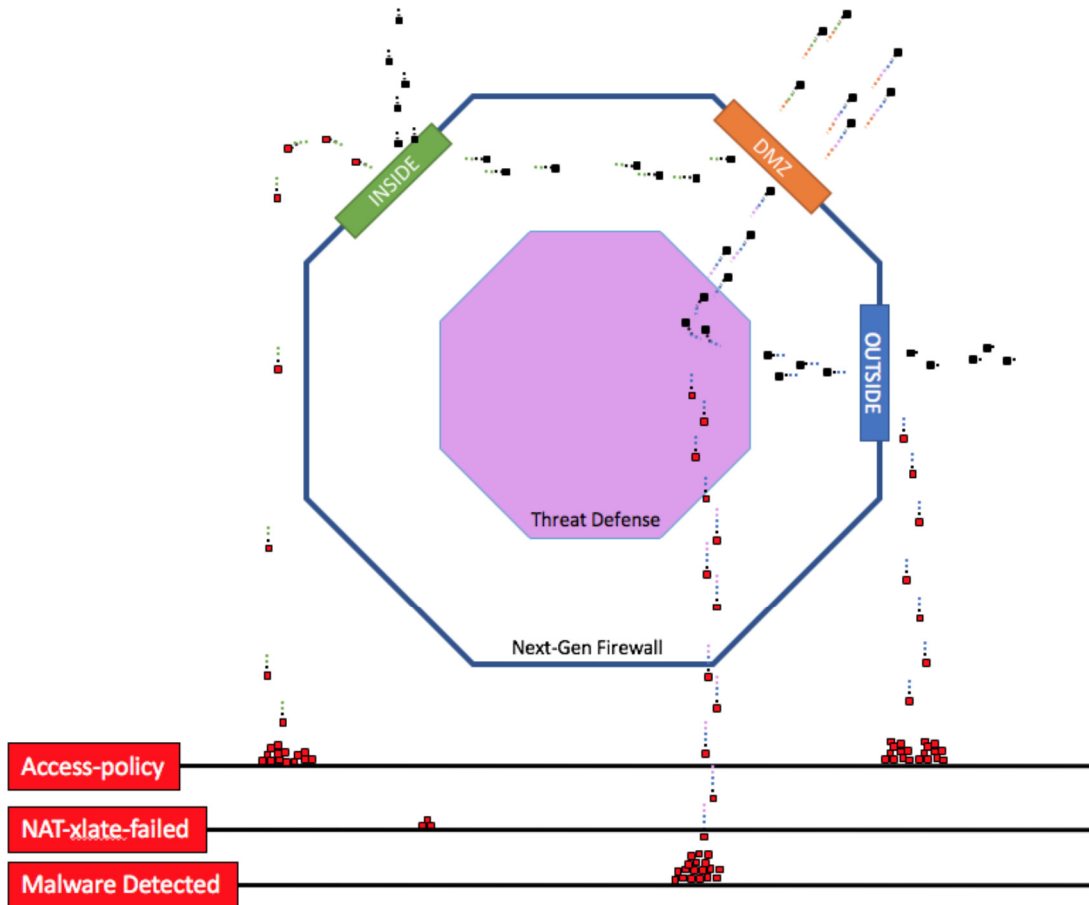 INSIDE
DMZ
OUTSIDE
Threat Defense
Next-Gen Firewall
Access-policy
NAT-xlate-failed
Malware Detected